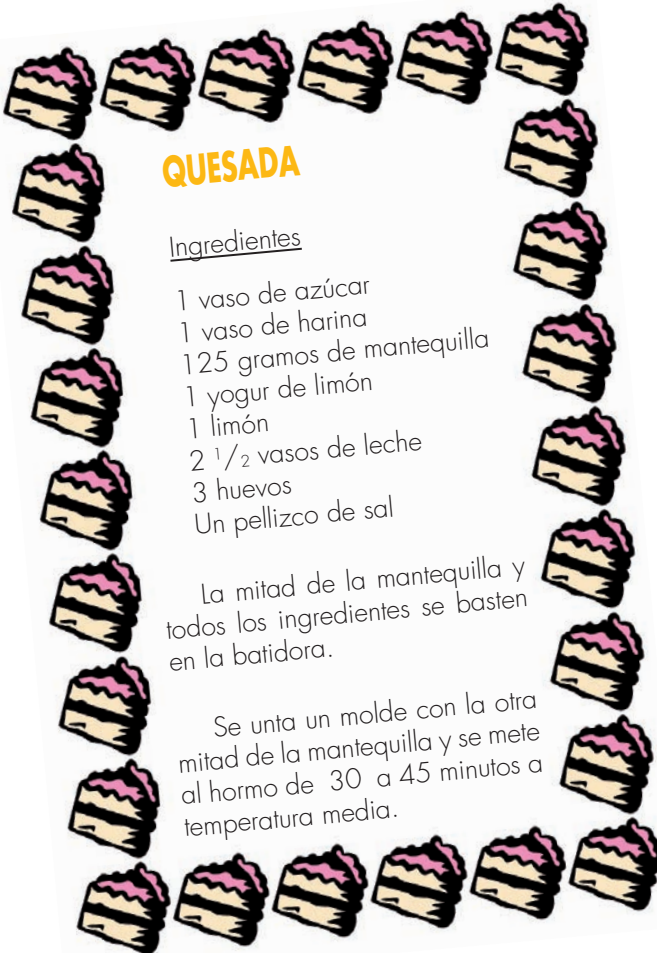 QUESADA
Ingredientes
1 vaso de azúcar
1 vaso de harina
125 gramos de mantequilla
1 yogur de limón
1 limón
2 1/2 vasos de leche
3 huevos
Un pellizco de sal
La mitad de la mantequilla y
todos los ingredientes se basten
en la batidora.
Se unta un molde con la otra
mitad de la mantequilla y se mete
al hormo de 30 a 45 minutos a
temperatura media.